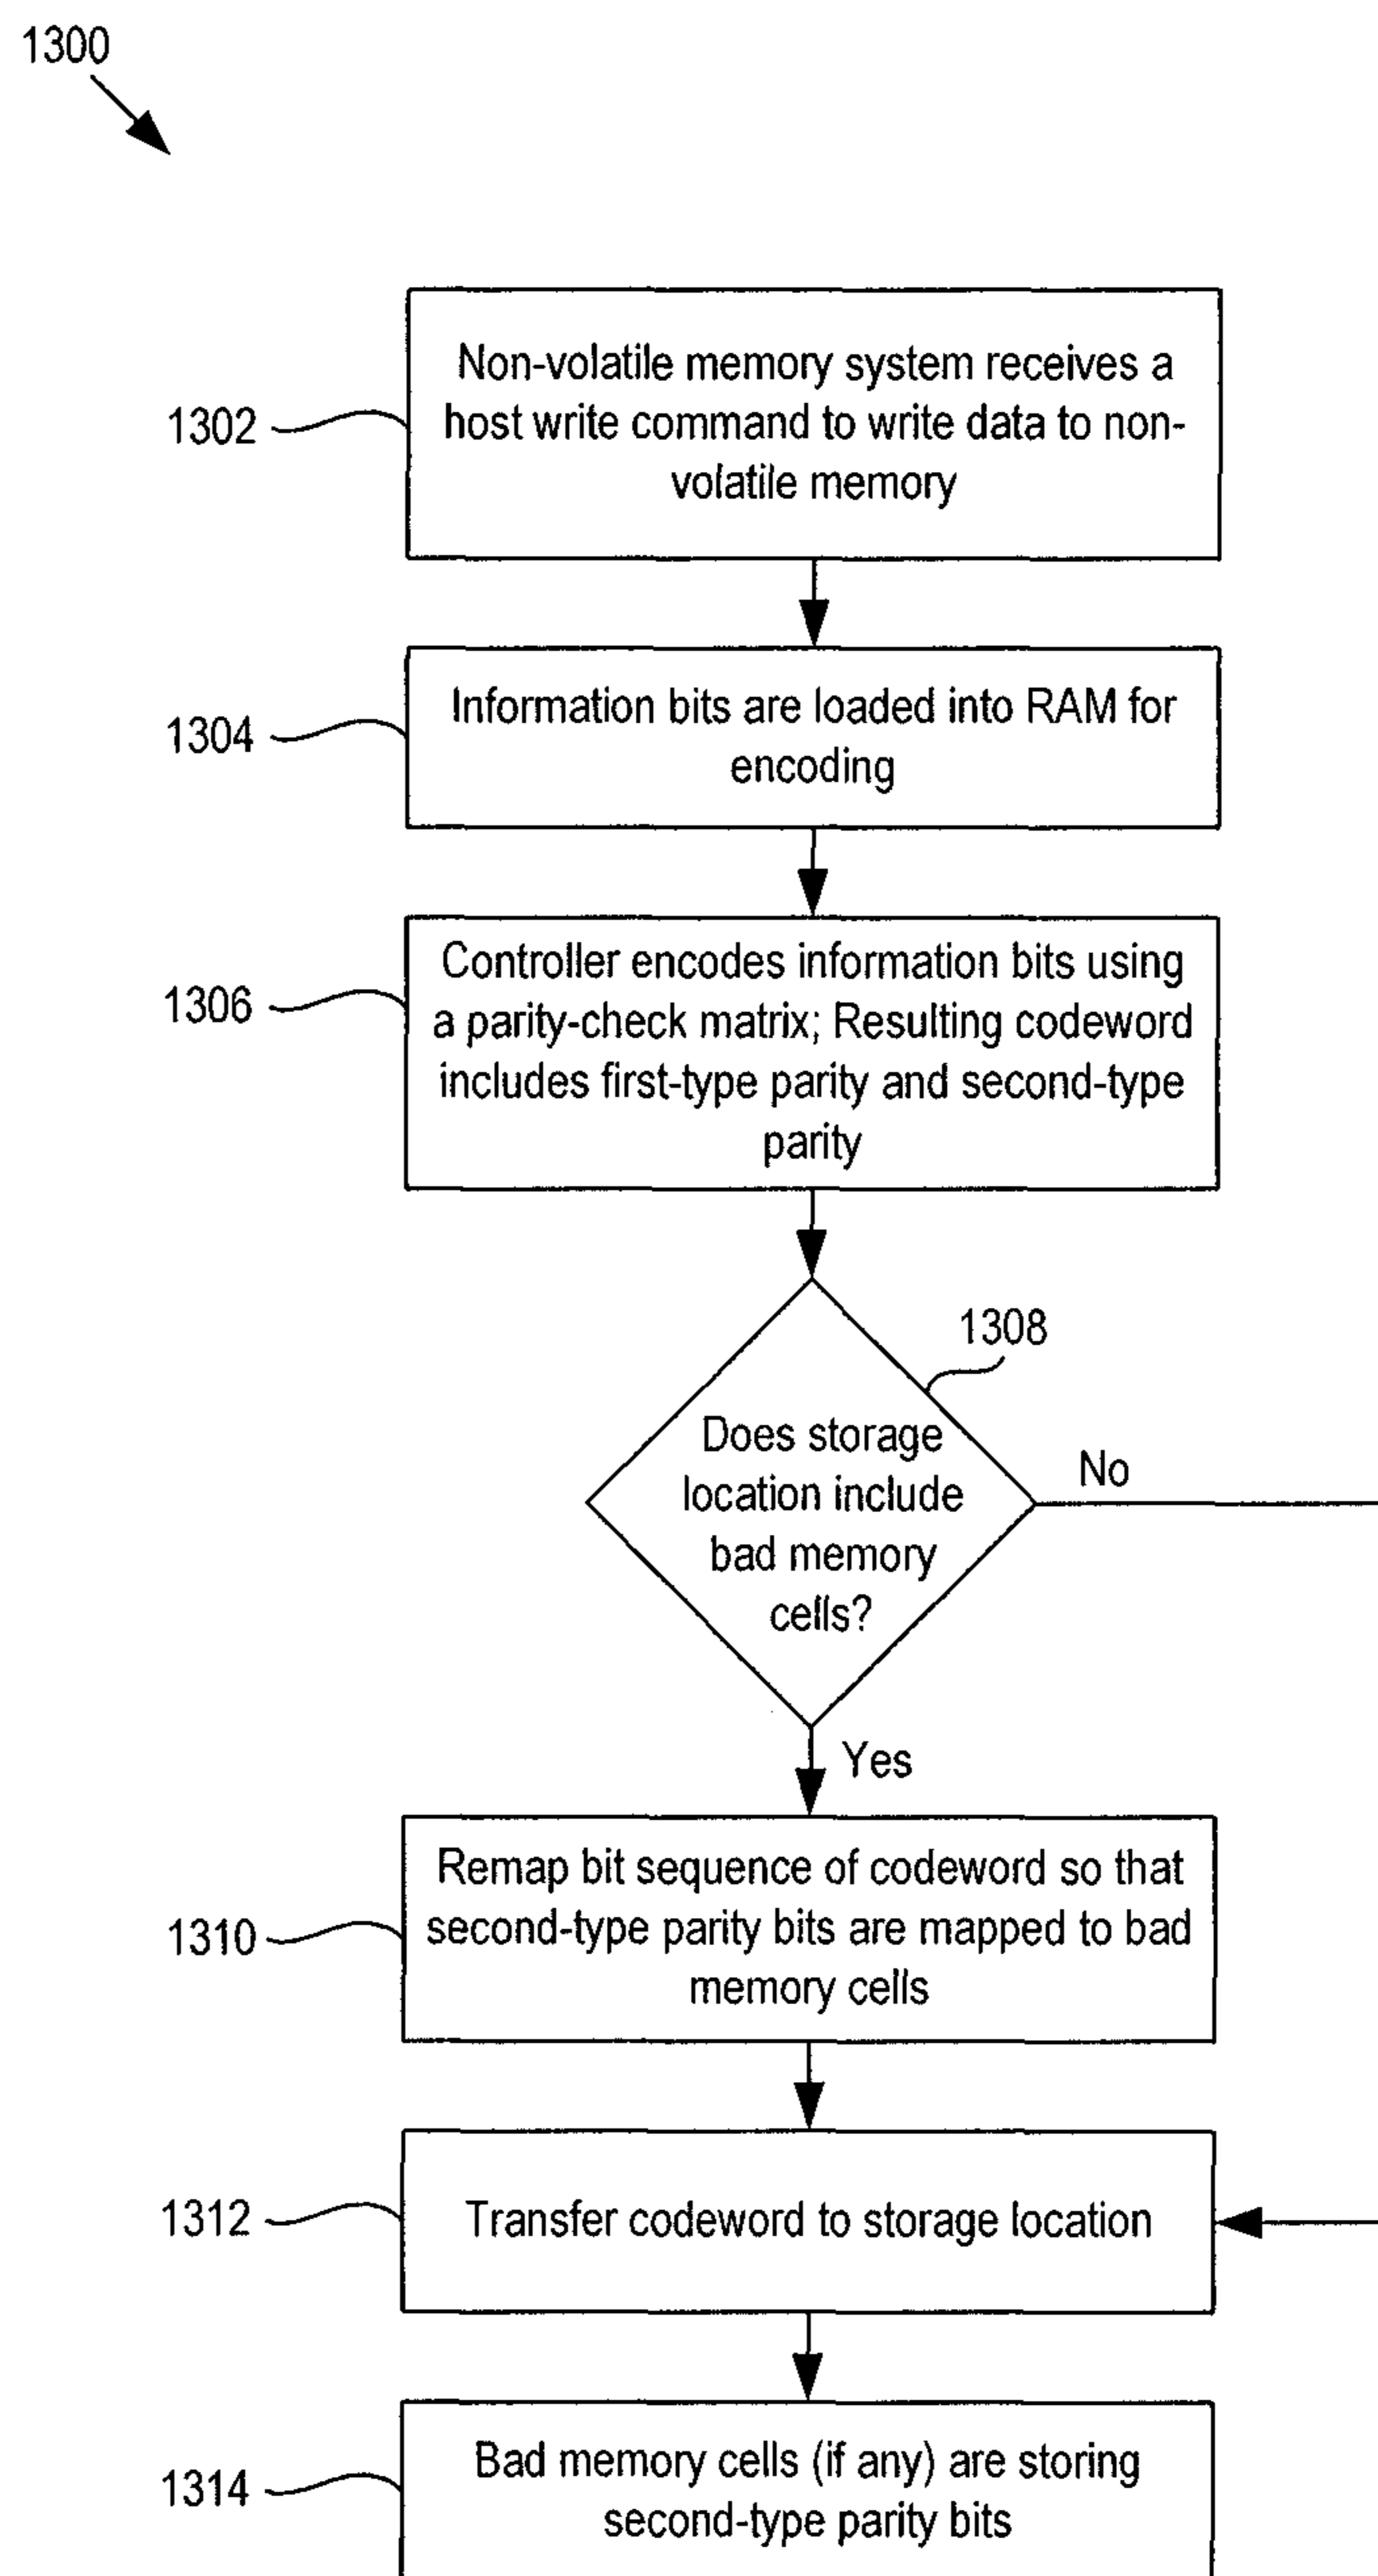 1300
1302
Non-volatile memory system receives a
host write command to write data to non-
volatile memory
1304
Information bits are loaded into RAM for
encoding
1306
Controller encodes information bits using
a parity-check matrix; Resulting codeword
includes first-type parity and second-type
parity
1308
Does storage
location include
bad memory
cells?
No
Yes
1310
Remap bit sequence of codeword so that
second-type parity bits are mapped to bad
memory cells
1312
Transfer codeword to storage location
1314
Bad memory cells (if any) are storing
second-type parity bits